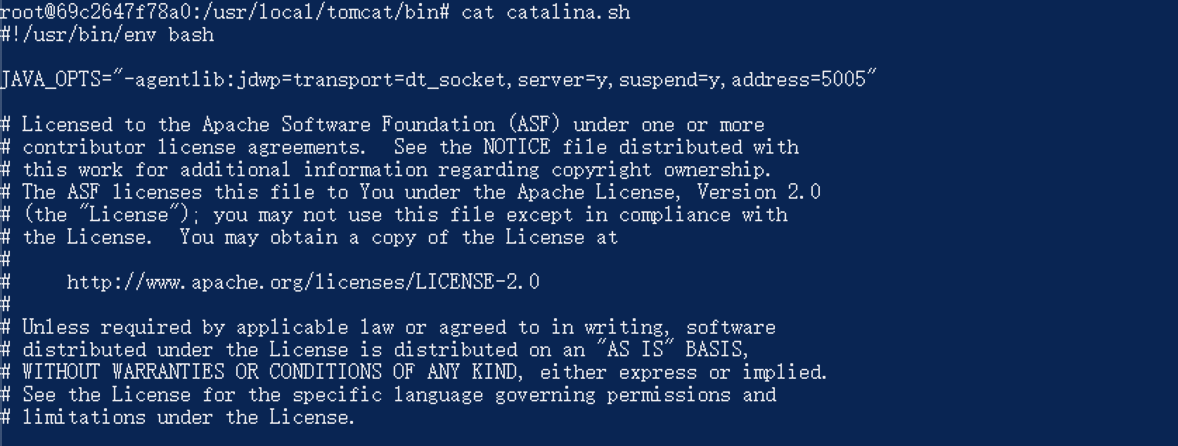 root@69c2647f78a0:/usr/local/tomcat/bin# cat catalina.sh
#!/usr/bin/env bash
JAVA_OPTS="-agentlib:jdwp=transport=dt_socket,server=y,suspend=y,address=5005"
# Licensed to the Apache Software Foundation (ASF) under one or more
# contributor license agreements.  See the NOTICE file distributed with
# this work for additional information regarding copyright ownership.
# The ASF licenses this file to You under the Apache License, Version 2.0
# (the "License"); you may not use this file except in compliance with
# the License.  You may obtain a copy of the License at
#
#     http://www.apache.org/licenses/LICENSE-2.0
#
# Unless required by applicable law or agreed to in writing, software
# distributed under the License is distributed on an "AS IS" BASIS,
# WITHOUT WARRANTIES OR CONDITIONS OF ANY KIND, either express or implied.
# See the License for the specific language governing permissions and
# limitations under the License.